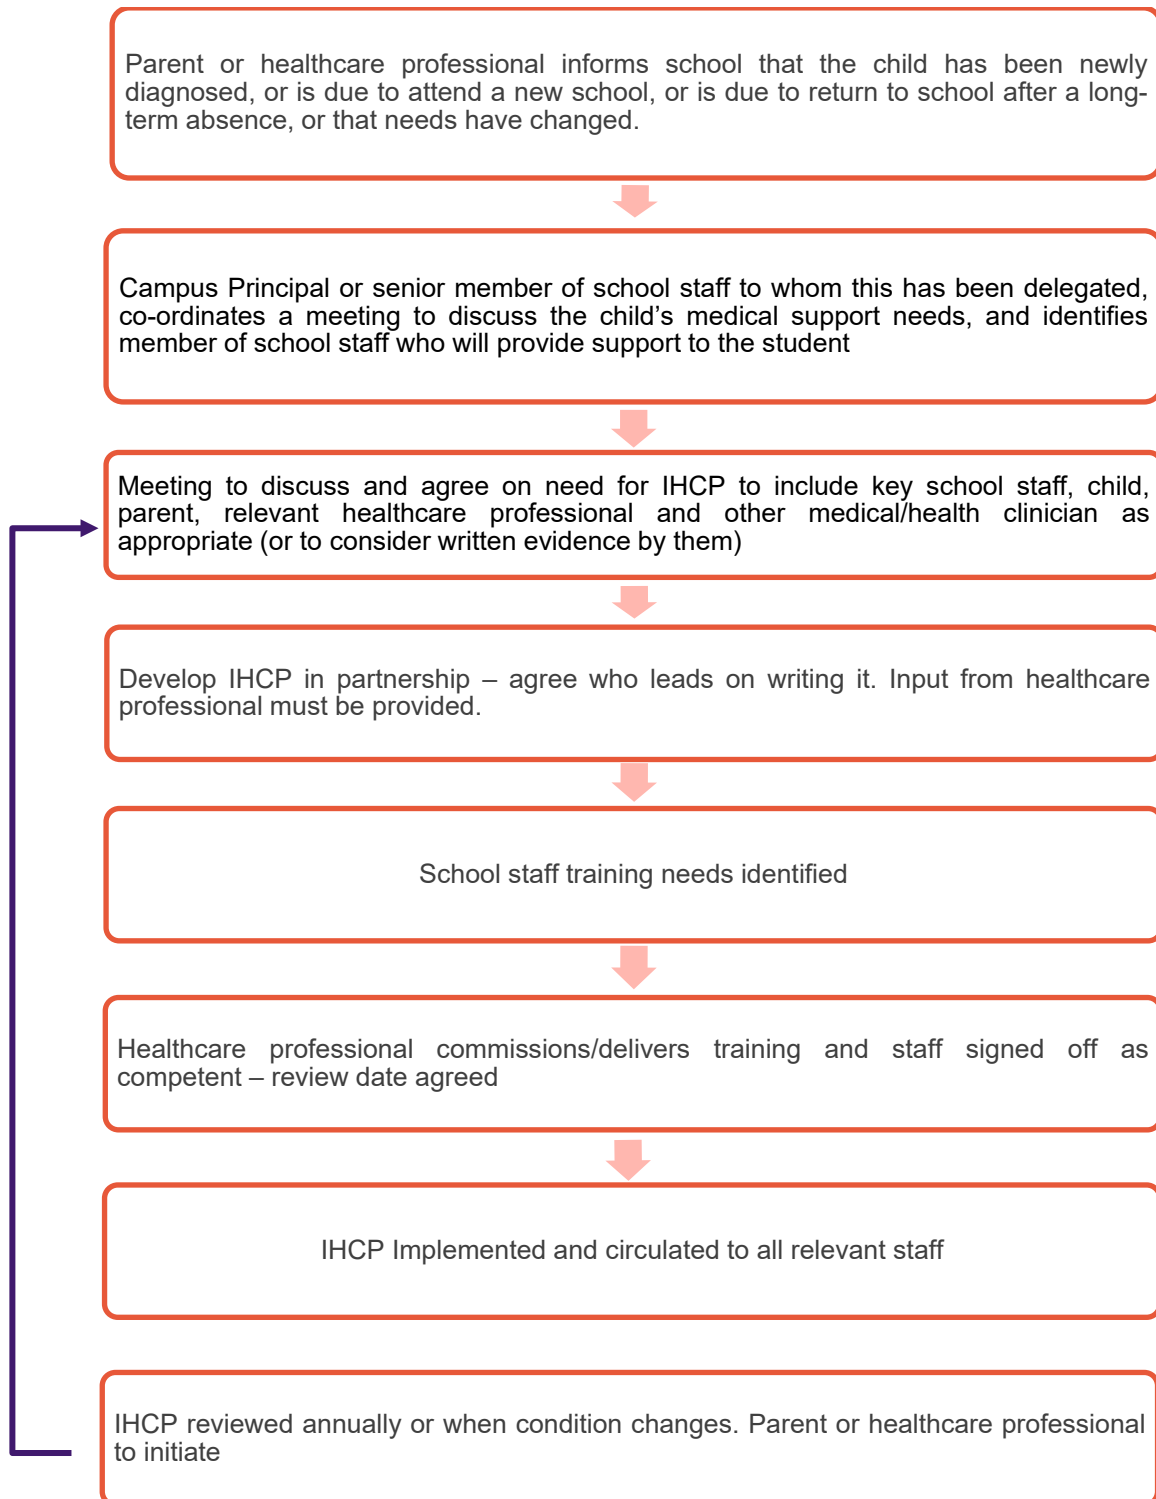 Parent or healthcare professional informs school that the child has been newly
diagnosed, or is due to attend a new school, or is due to return to school after a long-
term absence, or that needs have changed.
Campus Principal or senior member of school staff to whom this has been delegated,
co-ordinates a meeting to discuss the child’s medical support needs, and identifies
member of school staff who will provide support to the student
Meeting to discuss and agree on need for IHCP to include key school staff, child,
parent, relevant healthcare professional and other medical/health clinician as
appropriate (or to consider written evidence by them)
Develop IHCP in partnership – agree who leads on writing it. Input from healthcare
professional must be provided.
School staff training needs identified
Healthcare professional commissions/delivers training and staff signed off as
competent – review date agreed
IHCP Implemented and circulated to all relevant staff
IHCP reviewed annually or when condition changes. Parent or healthcare professional
to initiate